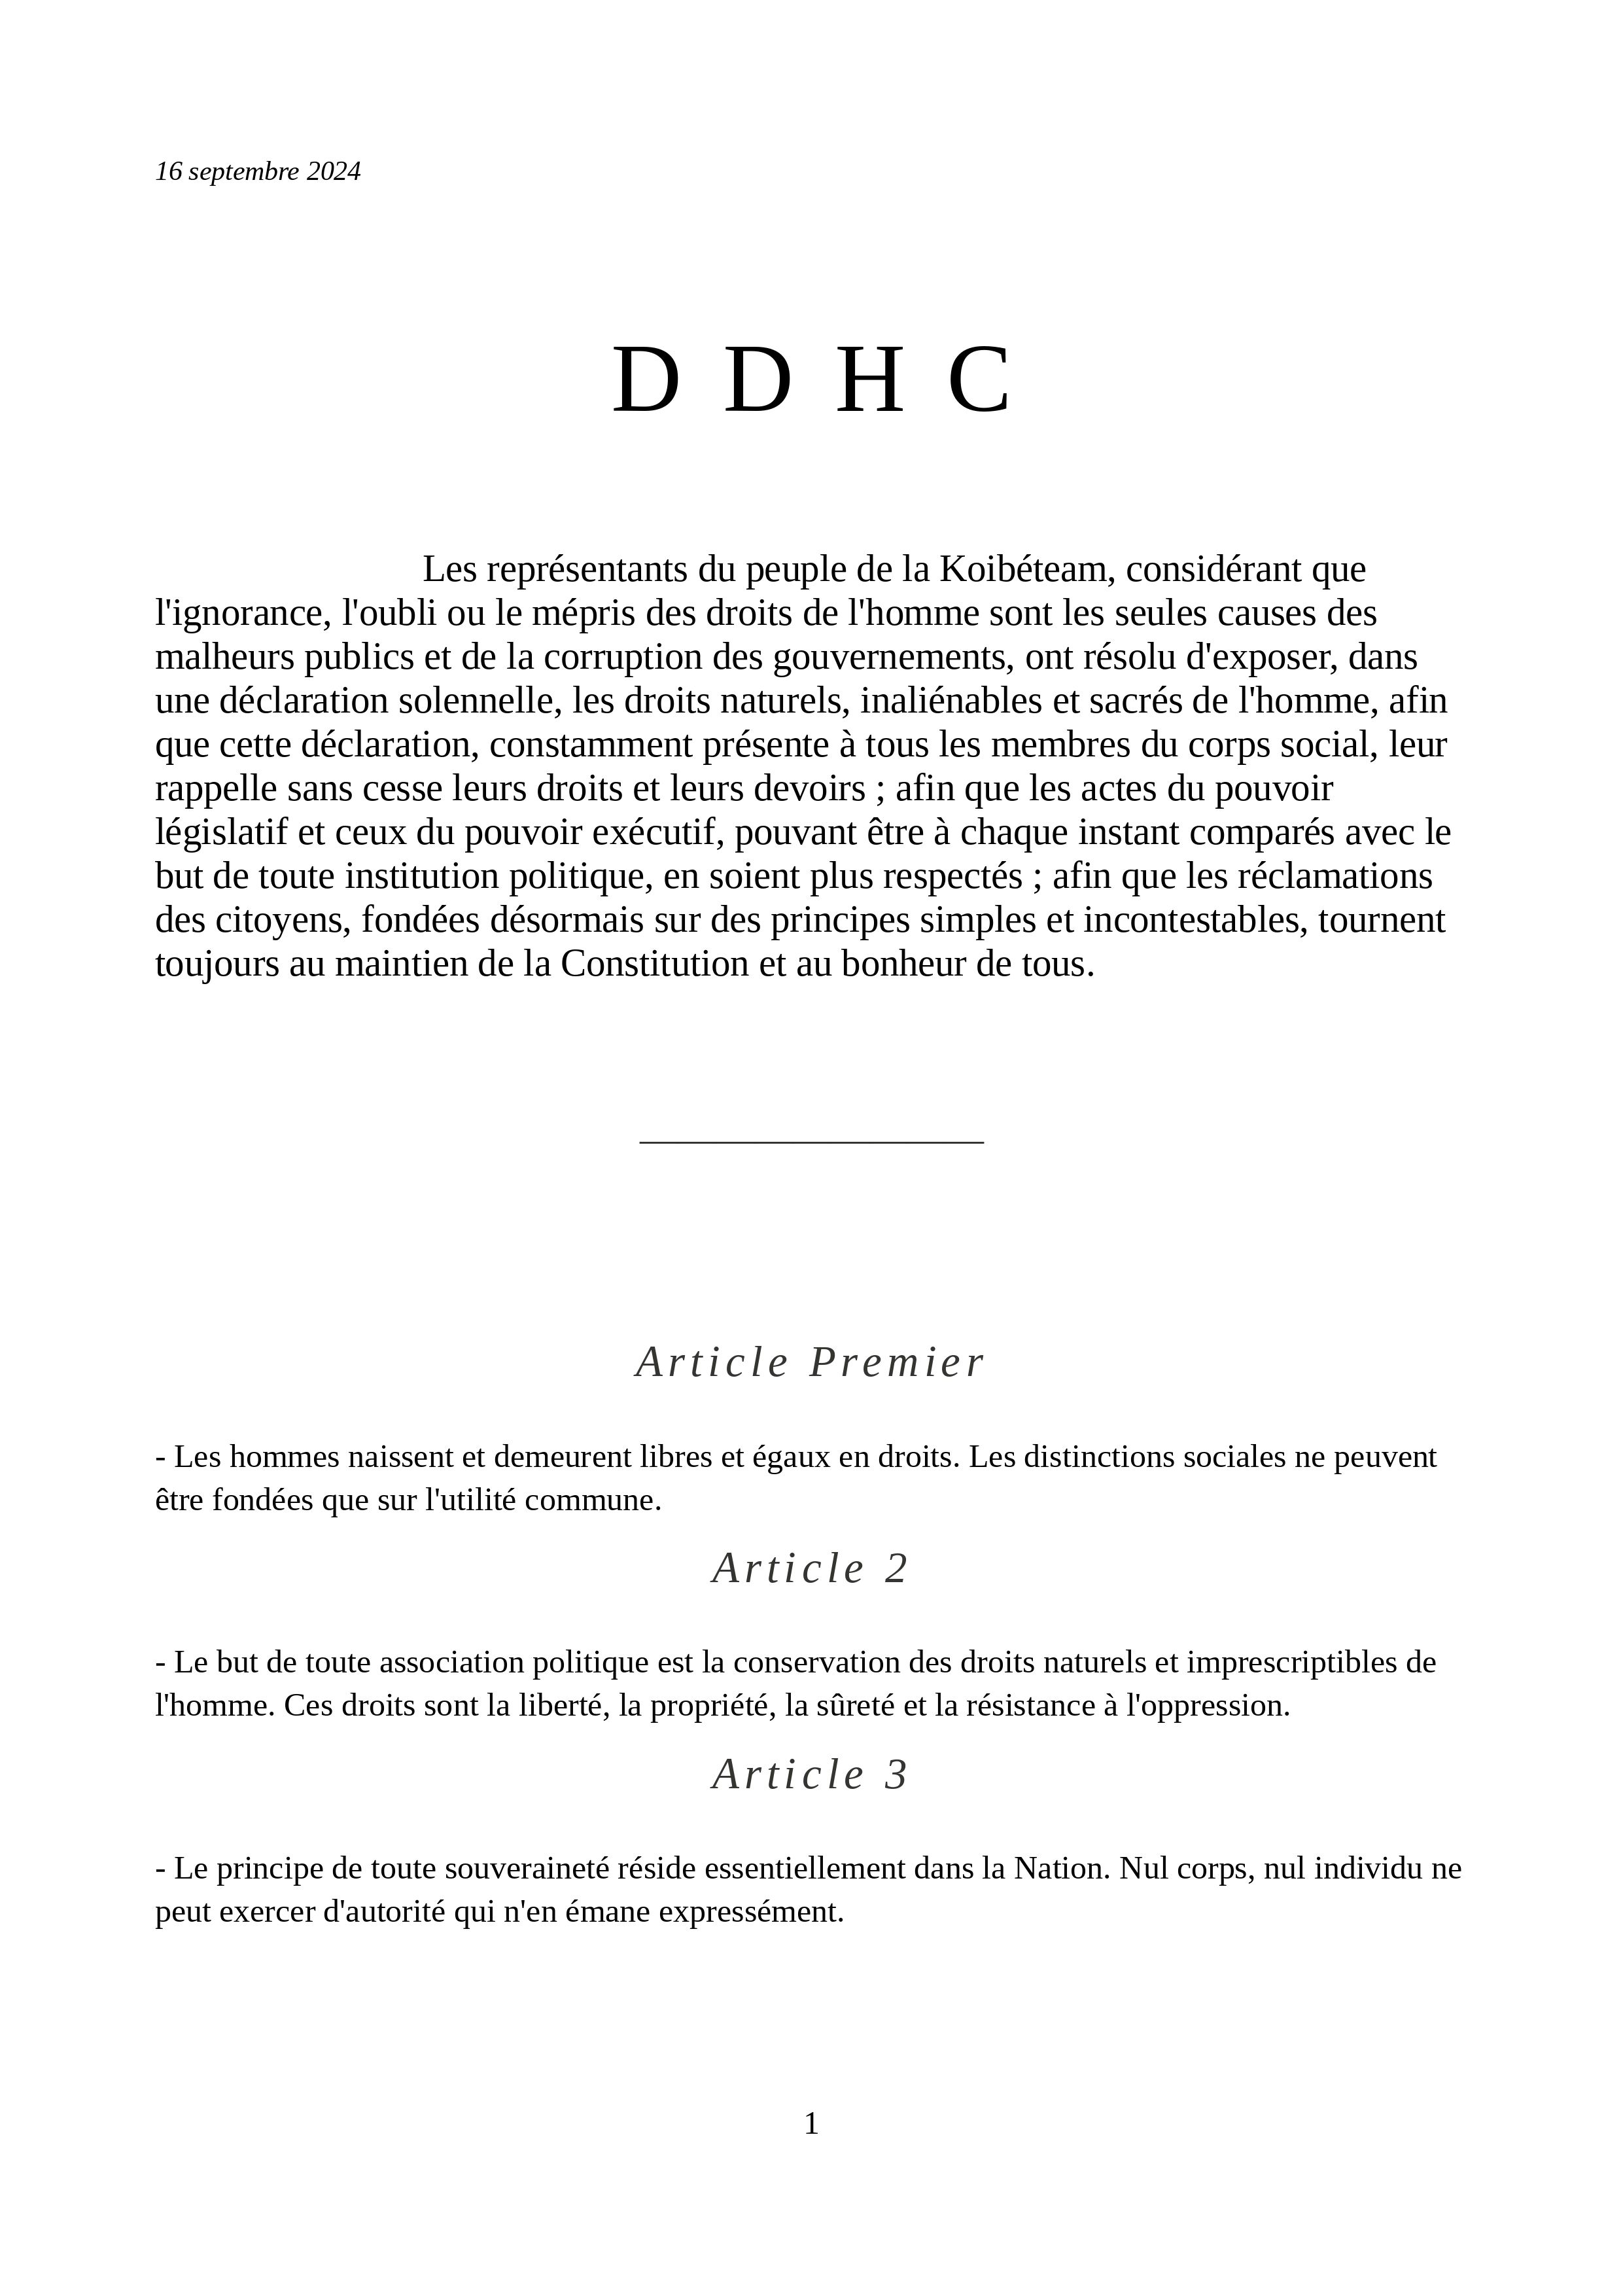 16 septembre 2024
D D H C
Les représentants du peuple de la Koibéteam, considérant que
l'ignorance, l'oubli ou le mépris des droits de l'homme sont les seules causes des
malheurs publics et de la corruption des gouvernements, ont résolu d'exposer, dans
une déclaration solennelle, les droits naturels, inaliénables et sacrés de l'homme, afin
que cette déclaration, constamment présente à tous les membres du corps social, leur
rappelle sans cesse leurs droits et leurs devoirs ; afin que les actes du pouvoir
législatif et ceux du pouvoir exécutif, pouvant être à chaque instant comparés avec le
but de toute institution politique, en soient plus respectés ; afin que les réclamations
des citoyens, fondées désormais sur des principes simples et incontestables, tournent
toujours au maintien de la Constitution et au bonheur de tous.
Article Premier
- Les hommes naissent et demeurent libres et égaux en droits. Les distinctions sociales ne peuvent
être fondées que sur l'utilité commune.
Article 2
- Le but de toute association politique est la conservation des droits naturels et imprescriptibles de
l'homme. Ces droits sont la liberté, la propriété, la sûreté et la résistance à l'oppression.
Article 3
- Le principe de toute souveraineté réside essentiellement dans la Nation. Nul corps, nul individu ne
peut exercer d'autorité qui n'en émane expressément.
1